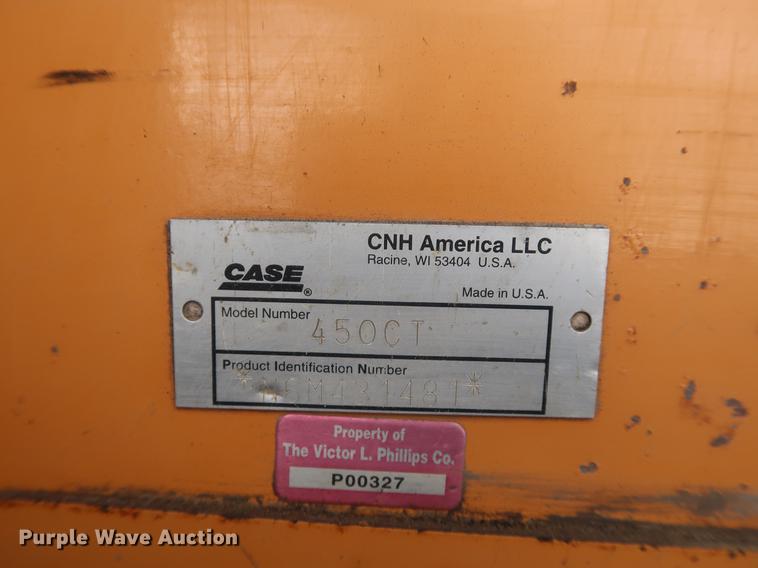 CNH America LLC
Racine, WI 53404 U.S.A.
CASE
®
Made in U.S.A.
Model Number
450CT
Product Identification Number
Property of
The Victor L. Phillips Co.
P00327
Purple Wave Auction